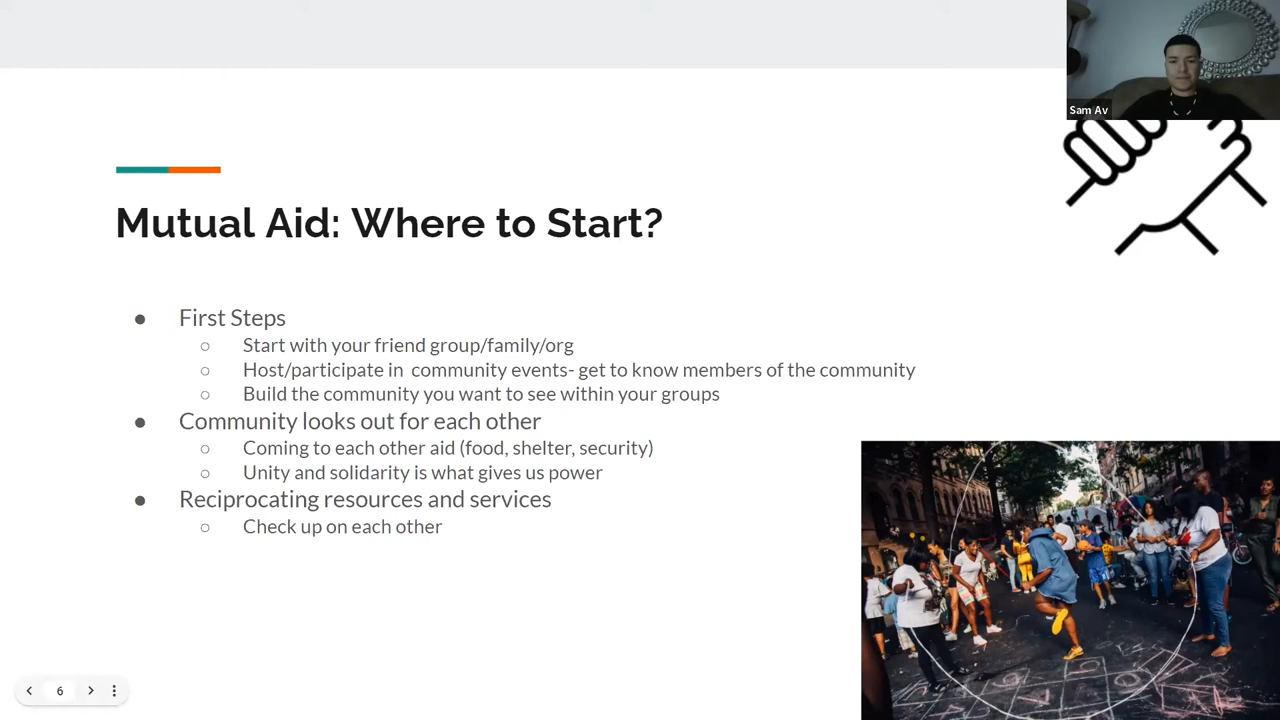 Sam Av
Mutual Aid: Where to Start?
● First Steps
○ Start with your friend group/family/org
○ Host/participate in community events- get to know members of the community
○ Build the community you want to see within your groups
● Community looks out for each other
○ Coming to each other aid (food, shelter, security)
○ Unity and solidarity is what gives us power
● Reciprocating resources and services
○ Check up on each other
6